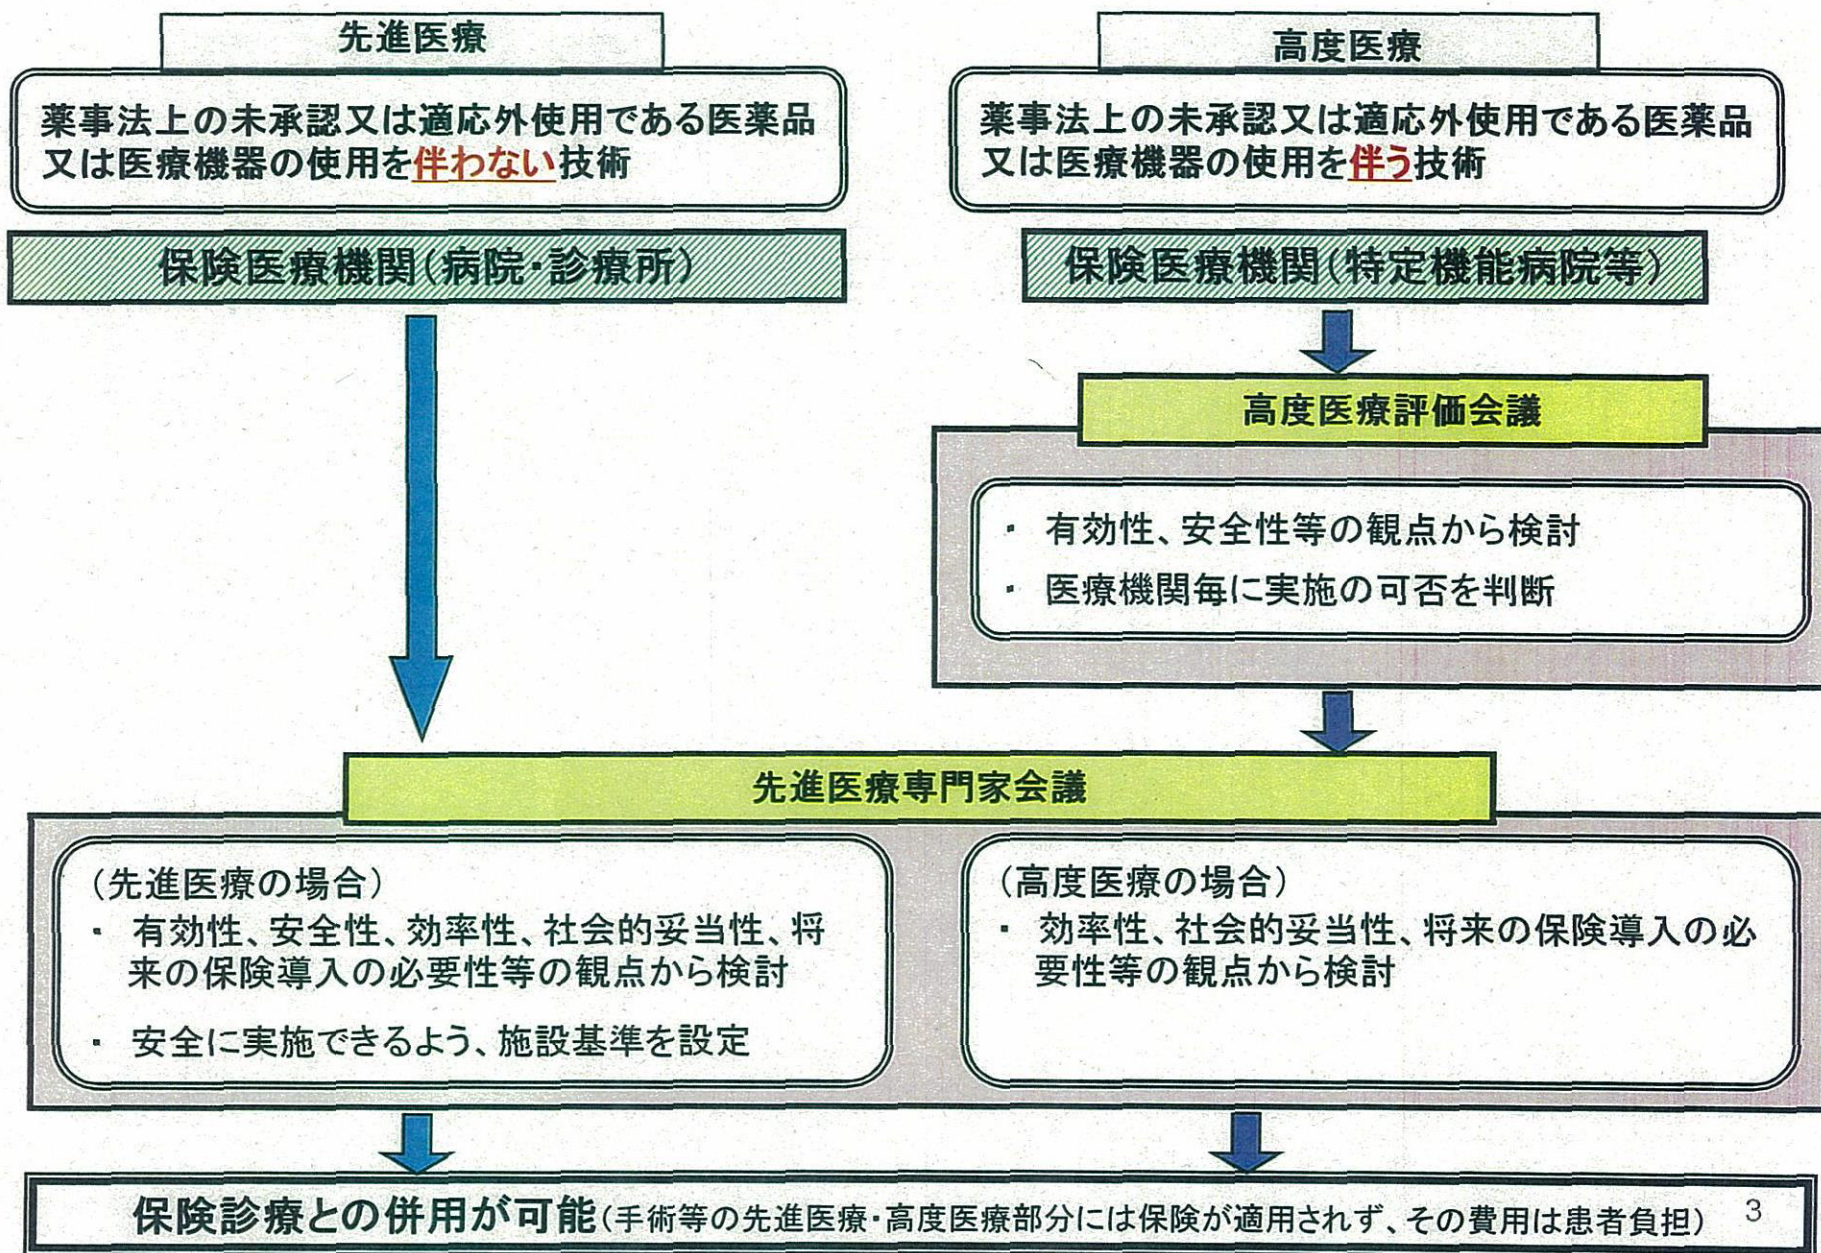 先進医療
薬事法上の未承認又は適応外使用である医薬品
又は医療機器の使用を伴わない技術
保険医療機関(病院・診療所)
高度医療
薬事法上の未承認又は適応外使用である医薬品
又は医療機器の使用を伴う技術
保険医療機関(特定機能病院等)
高度医療評価会議
・ 有効性、安全性等の観点から検討
・ 医療機関毎に実施の可否を判断
先進医療専門家会議
(先進医療の場合)
・ 有効性、安全性、効率性、社会的妥当性、将
来の保険導入の必要性等の観点から検討
・ 安全に実施できるよう、施設基準を設定
(高度医療の場合)
・ 効率性、社会的妥当性、将来の保険導入の必
要性等の観点から検討
保険診療との併用が可能(手術等の先進医療・高度医療部分には保険が適用されず、その費用は患者負担)
3